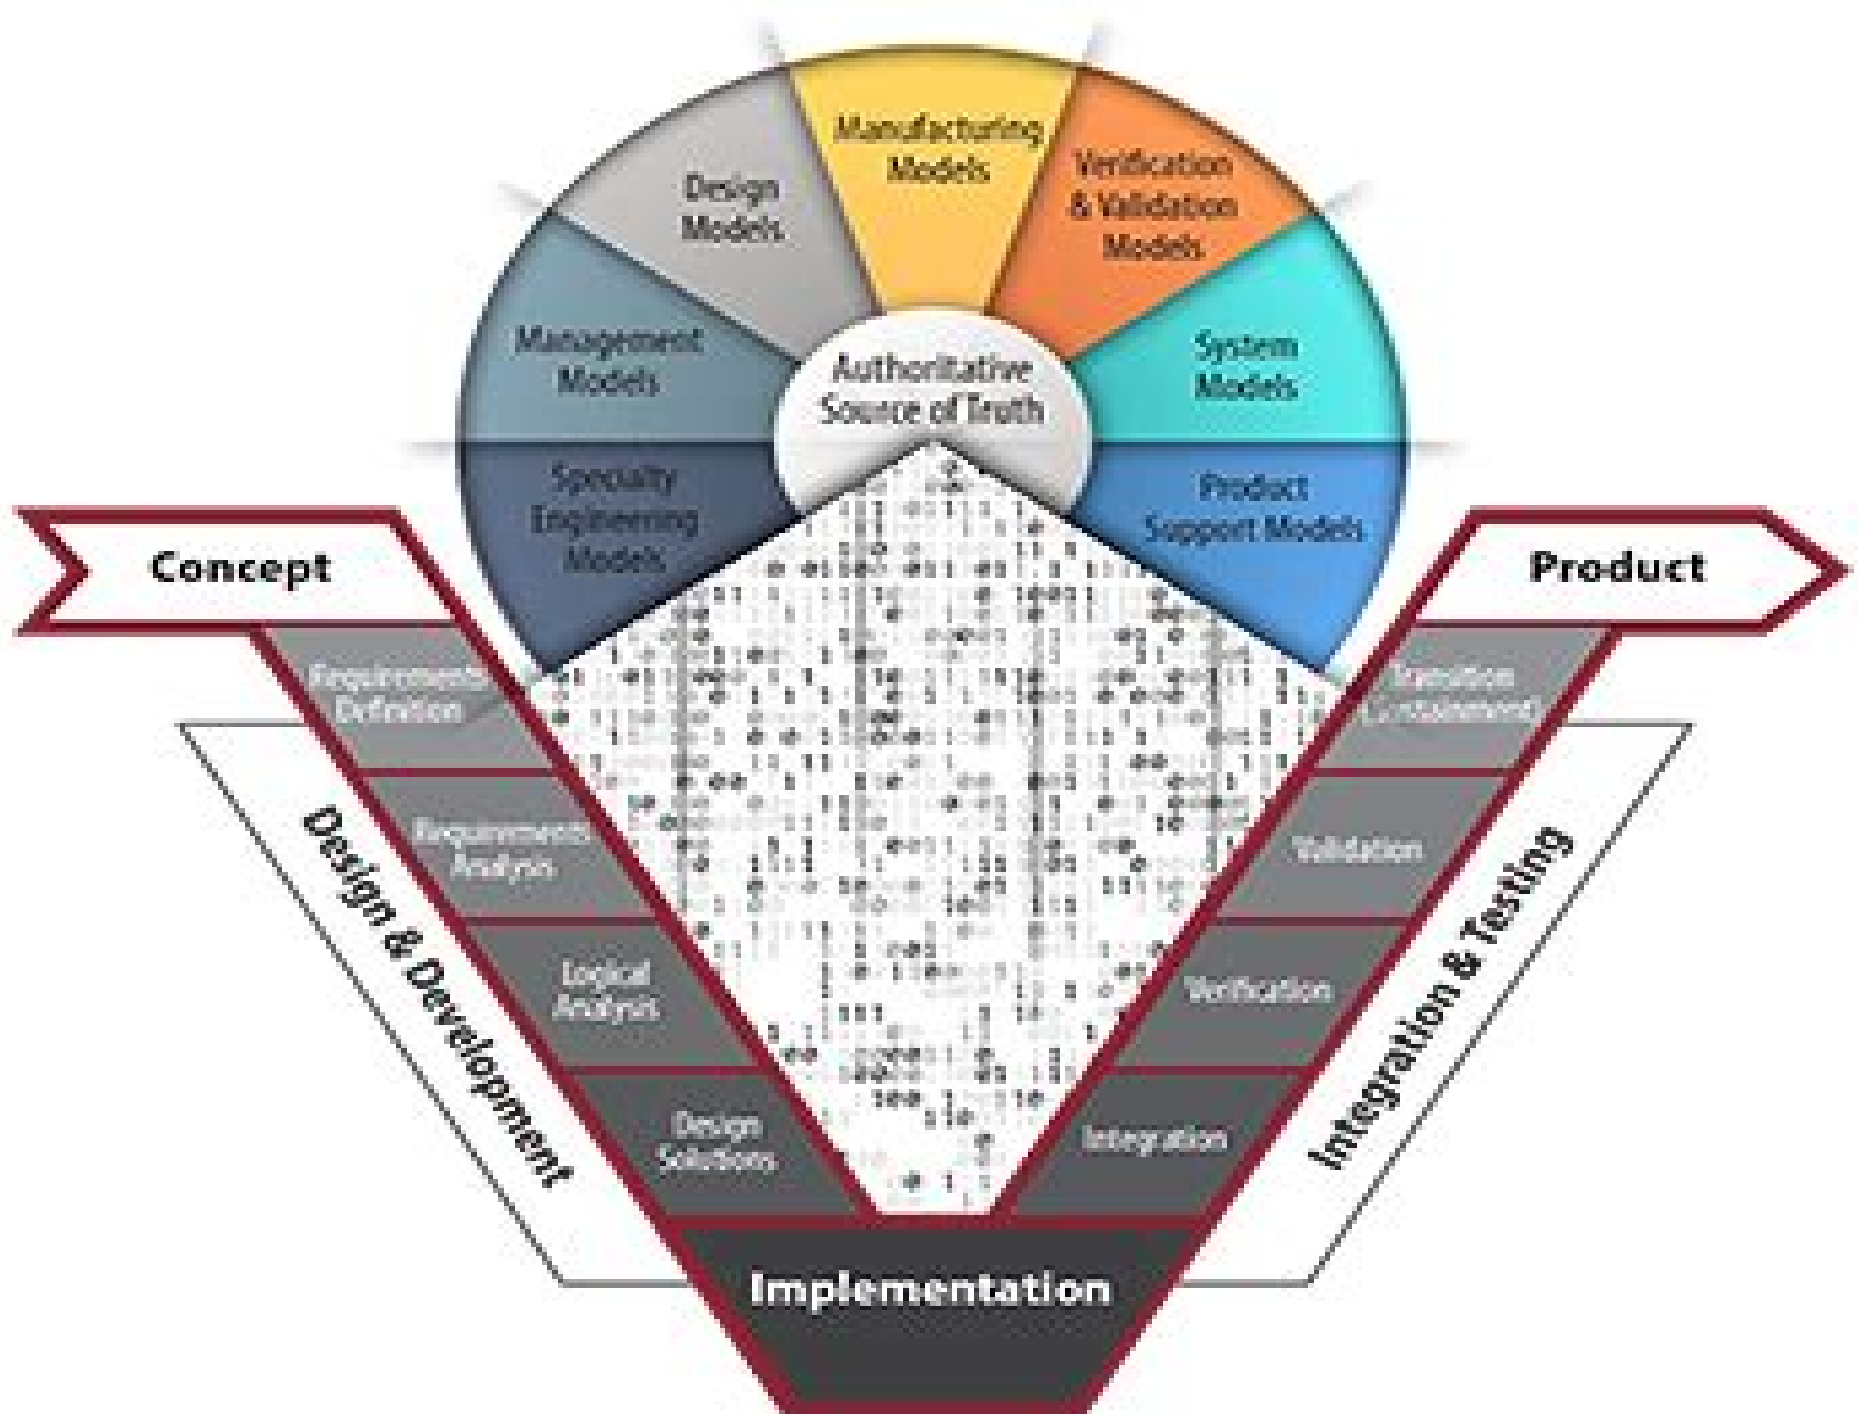 Manufacturing
Models
Verification
& Validation
Models
Design
Models
System
Models
Management
Models
Authoritative
Source of Truth
Specialty
Engineering
Models
Product
Support Models
Concept
Product
Requirements
Definition
Transition
Requirements
Analysis
Validation
Logical
Analysis
Verification
Design
Solutions
Integration
Design & Development
Integration & Testing
Implementation